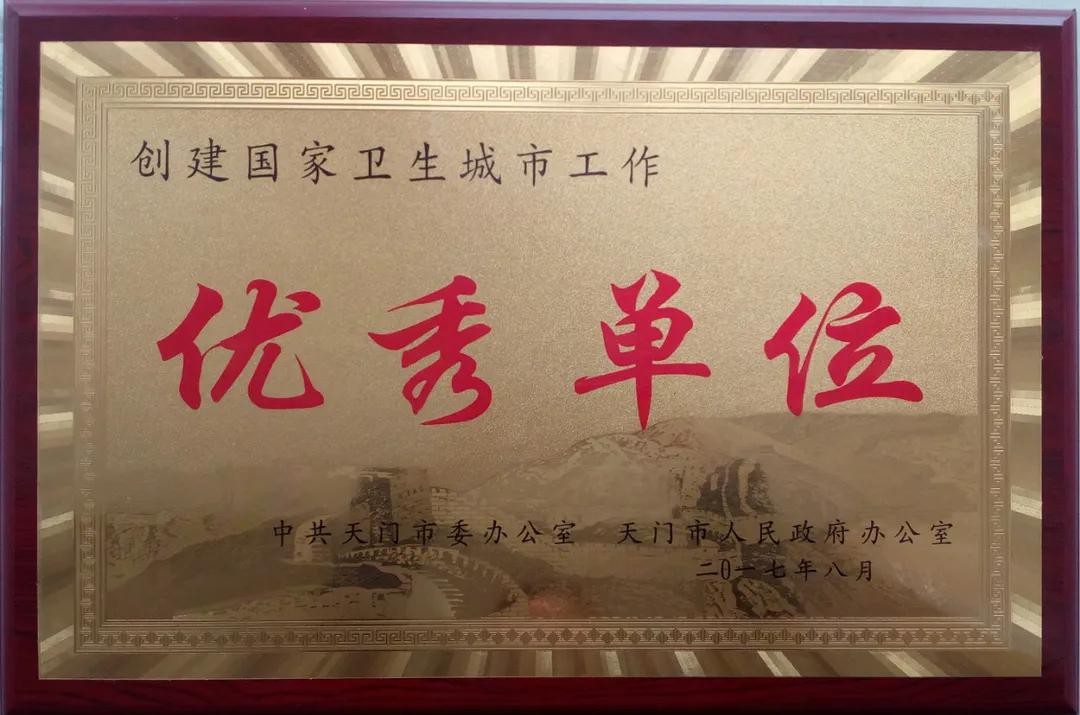 创建国家卫生城市工作
优秀单位
中共天门市委办公室 天门市人民政府办公室
二0一七年八月